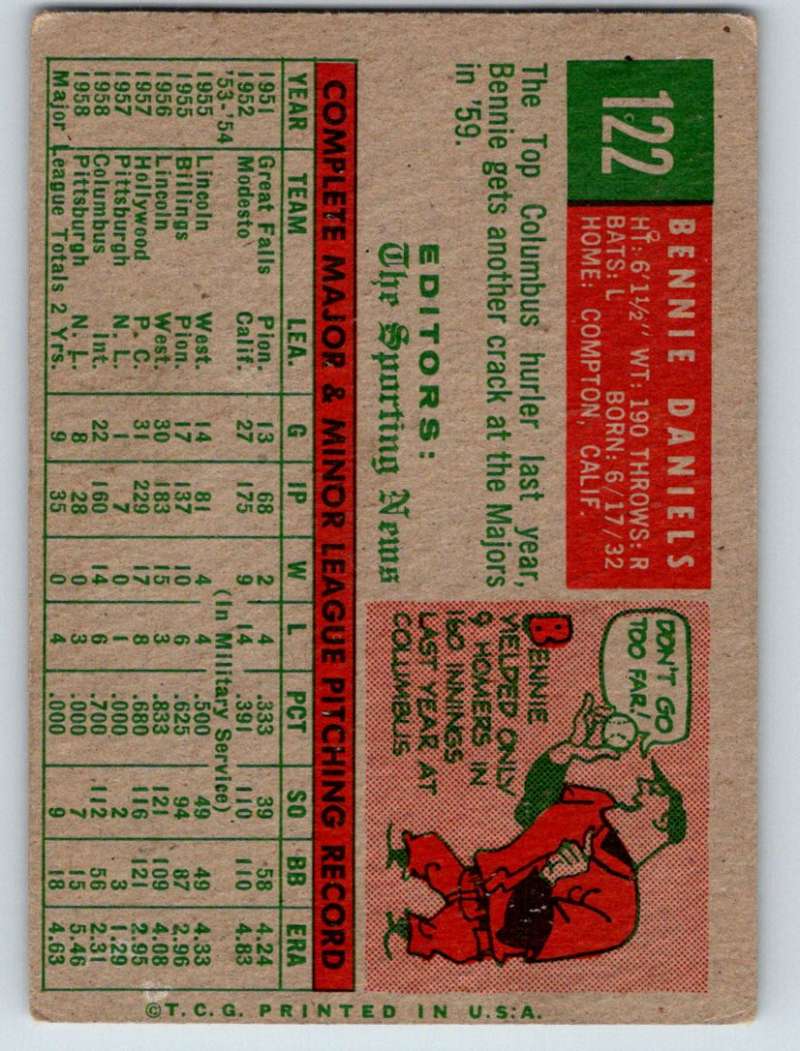 122
BENNIE DANIELS
HT: 6'1½" WT: 190 THROWS: R
BATS: L BORN: 6/17/32
HOME: COMPTON, CALIF.
The Top Columbus hurler last year,
Bennie gets another crack at the Majors
in '59.
EDITORS:
The Sporting News
DON'T GO
TOO FAR!
BENNIE
YIELDED ONLY
9 HOMERS IN
160 INNINGS
LAST YEAR AT
COLUMBUS
COMPLETE MAJOR & MINOR LEAGUE PITCHING RECORD
YEAR TEAM LEA. G IP W L PCT SO BB ERA
1951 Great Falls Pion. 13 68 2 4 .333 39 58 4.24
1952 Modesto Calif. 27 175 9 14 .391 110 110 4.83
'53-'54 (In Military Service)
1955 Lincoln West. 14 81 4 4 .500 49 49 4.33
1955 Billings Pion. 17 137 10 6 .625 94 87 2.96
1956 Lincoln West. 30 183 15 3 .833 121 109 4.08
1957 Hollywood P. C. 31 229 17 8 .680 116 121 2.95
1957 Pittsburgh N. L. 1 7 0 1 .000 2 3 1.29
1958 Columbus Int. 22 160 14 6 .700 112 56 2.31
1958 Pittsburgh N. L. 8 28 0 3 .000 7 15 5.46
Major League Totals 2 Yrs. 9 35 0 4 .000 9 18 4.63
©T.C.G. PRINTED IN U.S.A.